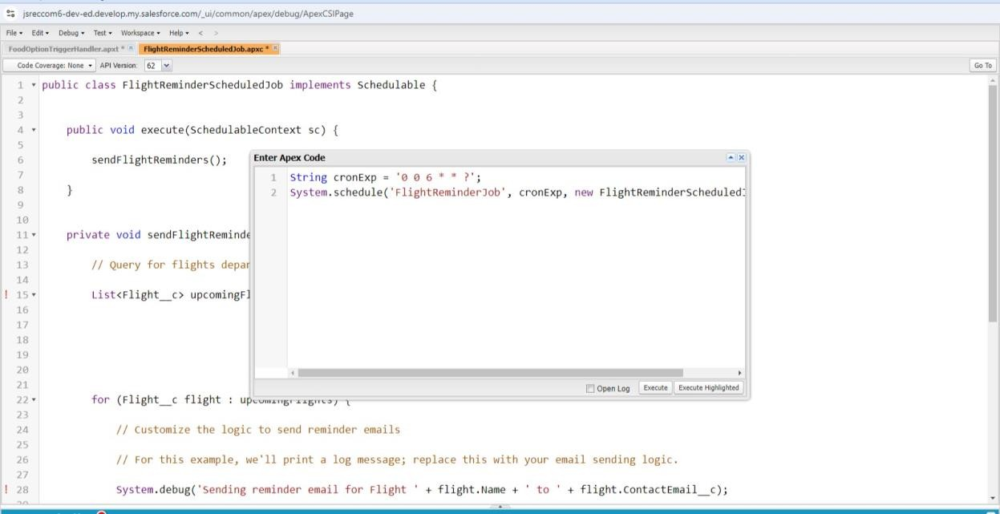 jsreccom6-dev-ed.develop.my.salesforce.com/_ui/common/apex/debug/ApexCSIPage
File Edit Debug Test Workspace Help < >
FoodOptionTriggerHandler.apxt * FlightReminderScheduledJob.apxc *
Code Coverage: None API Version: 62 Go To
1 public class FlightReminderScheduledJob implements Schedulable {
2
3
4 public void execute(SchedulableContext sc) {
5
6 sendFlightReminders();
7
8 }
9
10
11 private void sendFlightReminde
12
13 // Query for flights depar
14
! 15 List<Flight__c> upcomingFl
16
17
18
19
20
21
22 for (Flight__c flight : upcomingFlights) {
23
24 // Customize the logic to send reminder emails
25
26 // For this example, we'll print a log message; replace this with your email sending logic.
27
! 28 System.debug('Sending reminder email for Flight ' + flight.Name + ' to ' + flight.ContactEmail__c);
29
Enter Apex Code
1 String cronExp = '0 0 6 * * ?';
2 System.schedule('FlightReminderJob', cronExp, new FlightReminderScheduledJ
Open Log Execute Execute Highlighted